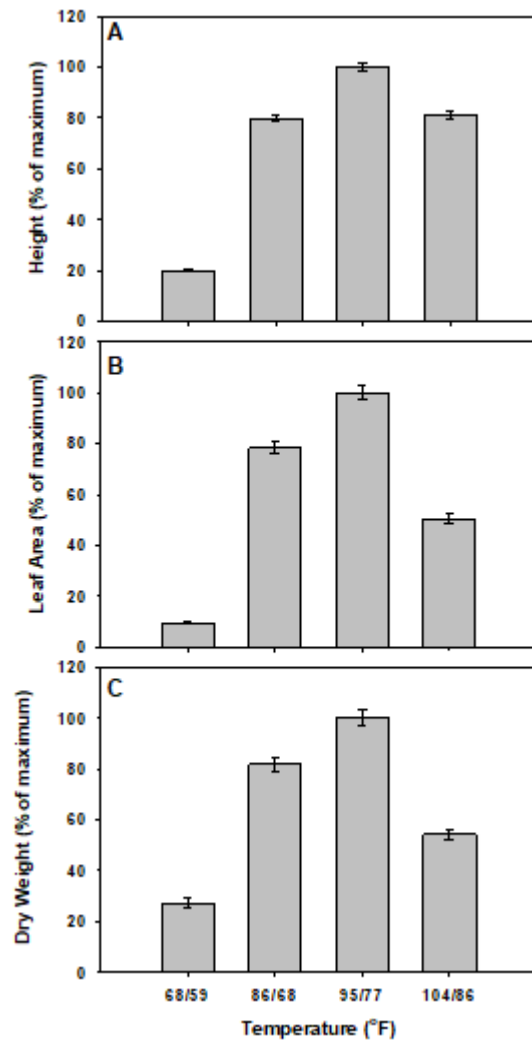 A
Height (% of maximum)
120
100
80
60
40
20
0
B
Leaf Area (% of maximum)
120
100
80
60
40
20
0
C
Dry Weight (% of maximum)
120
100
80
60
40
20
0
68/59 86/68 95/77 104/86
Temperature (°F)